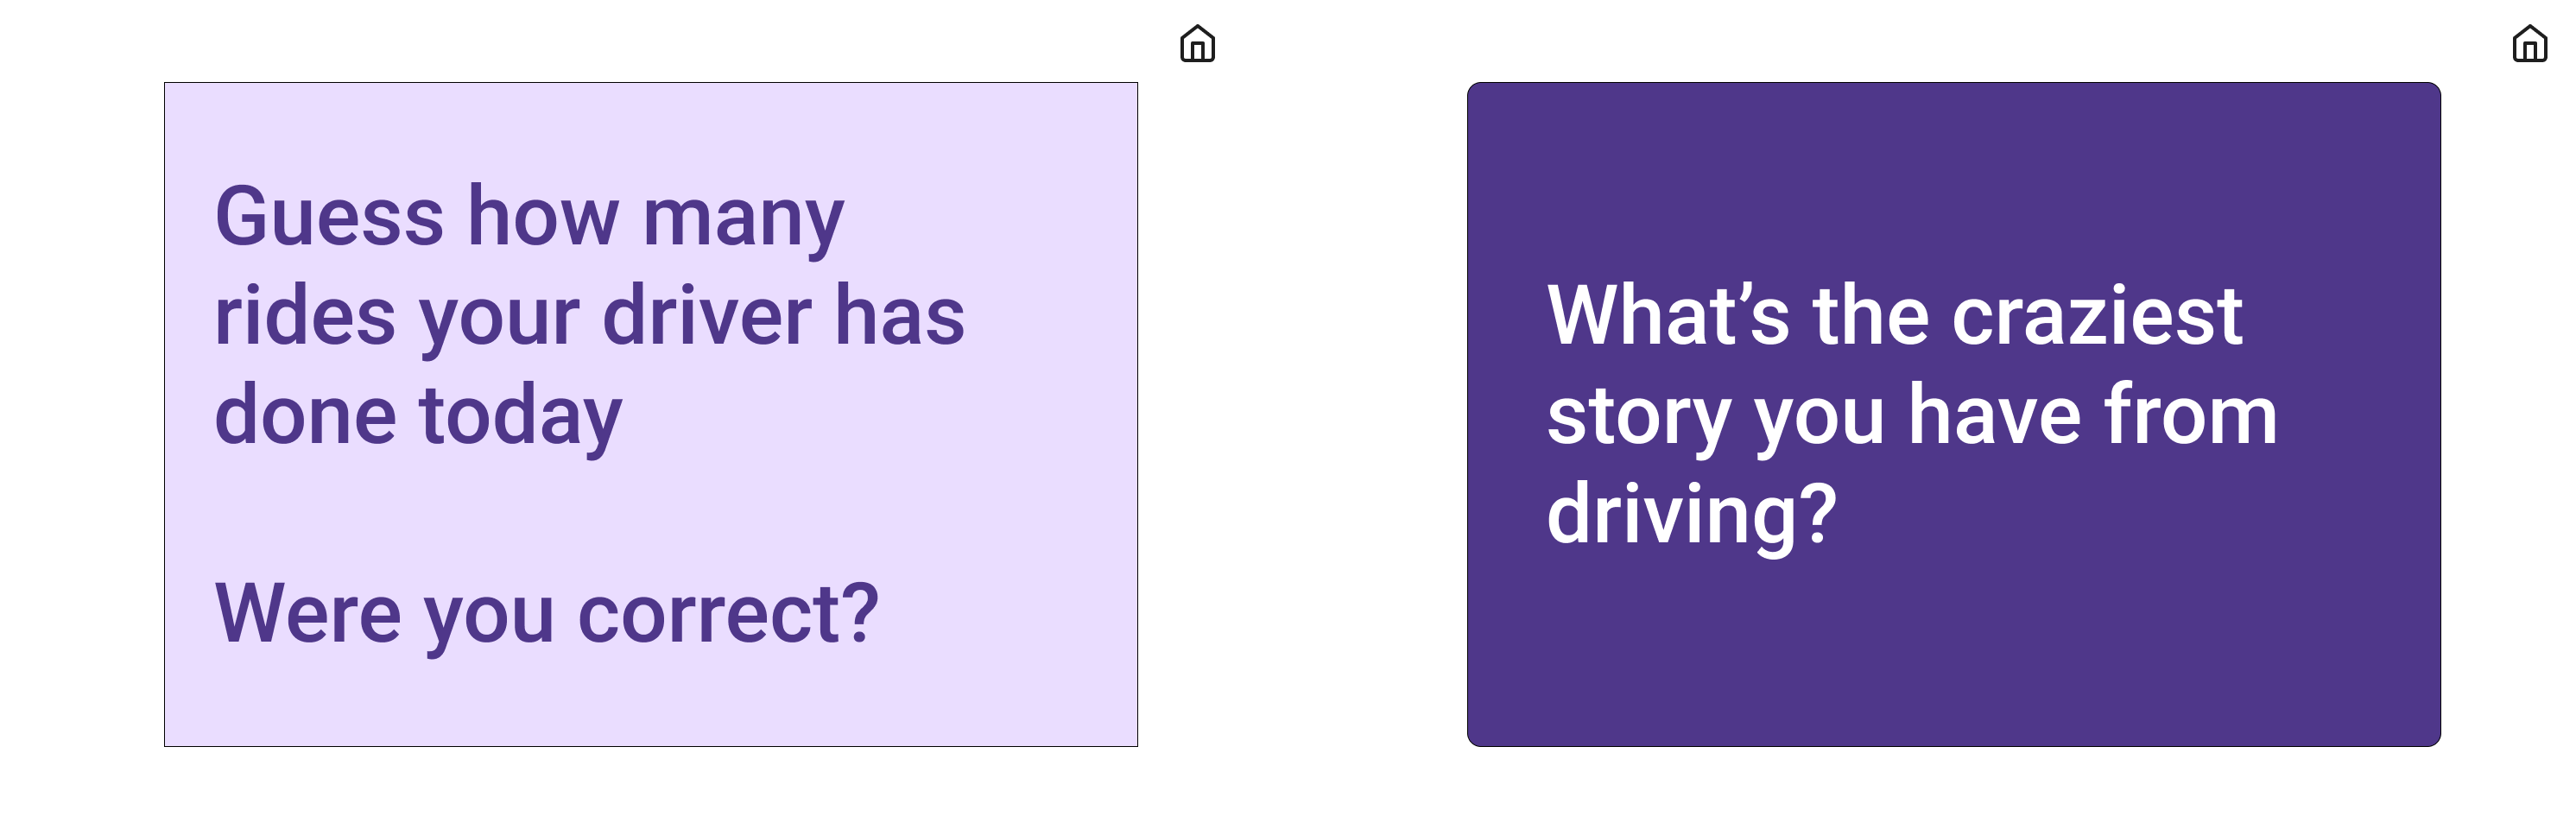 Guess how many
rides your driver has
done today
Were you correct?
What’s the craziest
story you have from
driving?